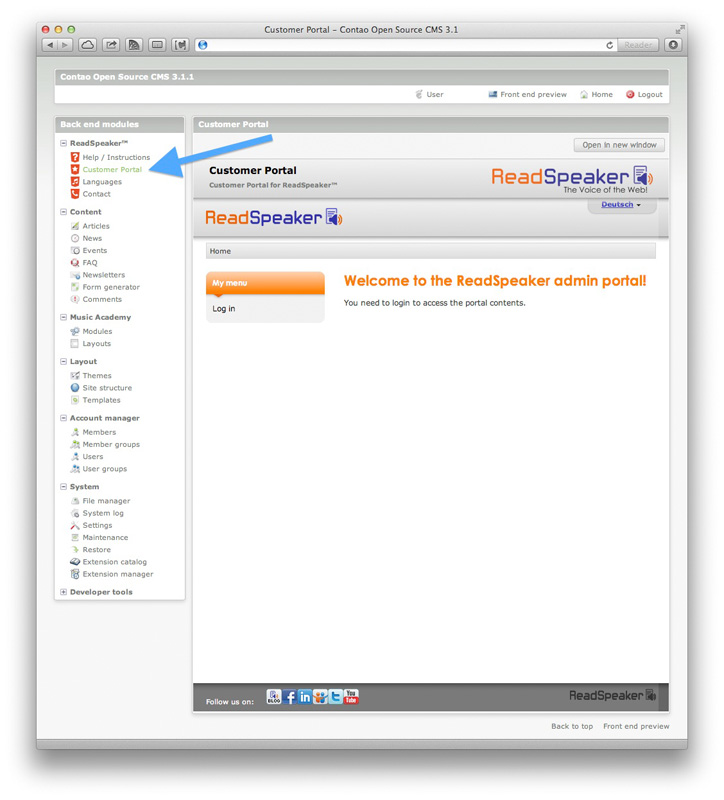 Customer Portal – Contao Open Source CMS 3.1
Reader
Contao Open Source CMS 3.1.1
User Front end preview Home Logout
Back end modules
ReadSpeaker™
Help / Instructions
Customer Portal
Languages
Contact
Content
Articles
News
Events
FAQ
Newsletters
Form generator
Comments
Music Academy
Modules
Layouts
Layout
Themes
Site structure
Templates
Account manager
Members
Member groups
Users
User groups
System
File manager
System log
Settings
Maintenance
Restore
Extension catalog
Extension manager
Developer tools
Customer Portal
Open in new window
Customer Portal
Customer Portal for ReadSpeaker™
ReadSpeaker
The Voice of the Web!
Deutsch
ReadSpeaker
Home
My menu
Log in
Welcome to the ReadSpeaker admin portal!
You need to login to access the portal contents.
Follow us on:
BLOG
f
in
t
You Tube
ReadSpeaker
Back to top Front end preview